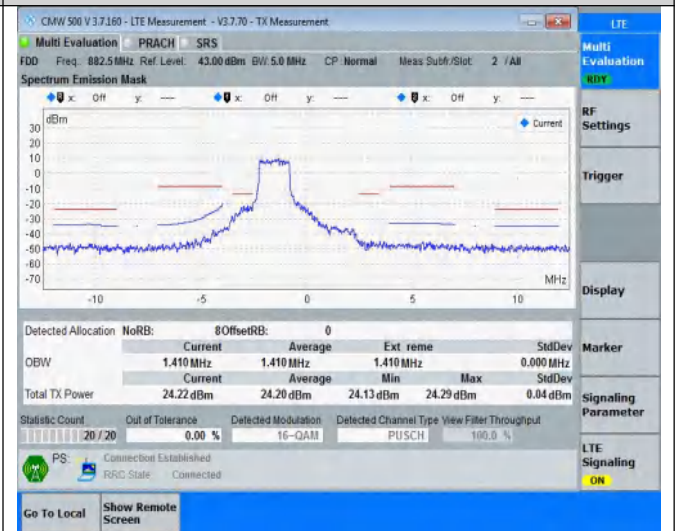 CMW 500 V 3.7.160 - LTE Measurement - V3.7.70 - TX Measurement
LTE
Multi Evaluation PRACH SRS
FDD Freq.: 882.5 MHz Ref. Level: 43.00 dBm BW: 5.0 MHz CP: Normal Meas Subfr./Slot: 2 / All
Spectrum Emission Mask
x: Off y: --- x: Off y: --- x: Off y: ---
dBm
Current
30
20
10
0
-10
-20
-30
-40
-50
-60
-70
MHz
-10 -5 0 5 10
Detected Allocation NoRB: 8OffsetRB: 0
Current Average Ext reme StdDev
OBW 1.410 MHz 1.410 MHz 1.410 MHz 0.000 MHz
Current Average Min Max StdDev
Total TX Power 24.22 dBm 24.20 dBm 24.13 dBm 24.29 dBm 0.04 dBm
Statistic Count Out of Tolerance Detected Modulation Detected Channel Type View Filter Throughput
20 / 20 0.00 % 16-QAM PUSCH 100.0 %
PS: Connection Established
RRC State: Connected
Multi
Evaluation
RDY
RF
Settings
Trigger
Display
Marker
Signaling
Parameter
LTE
Signaling
ON
Go To Local
Show Remote
Screen